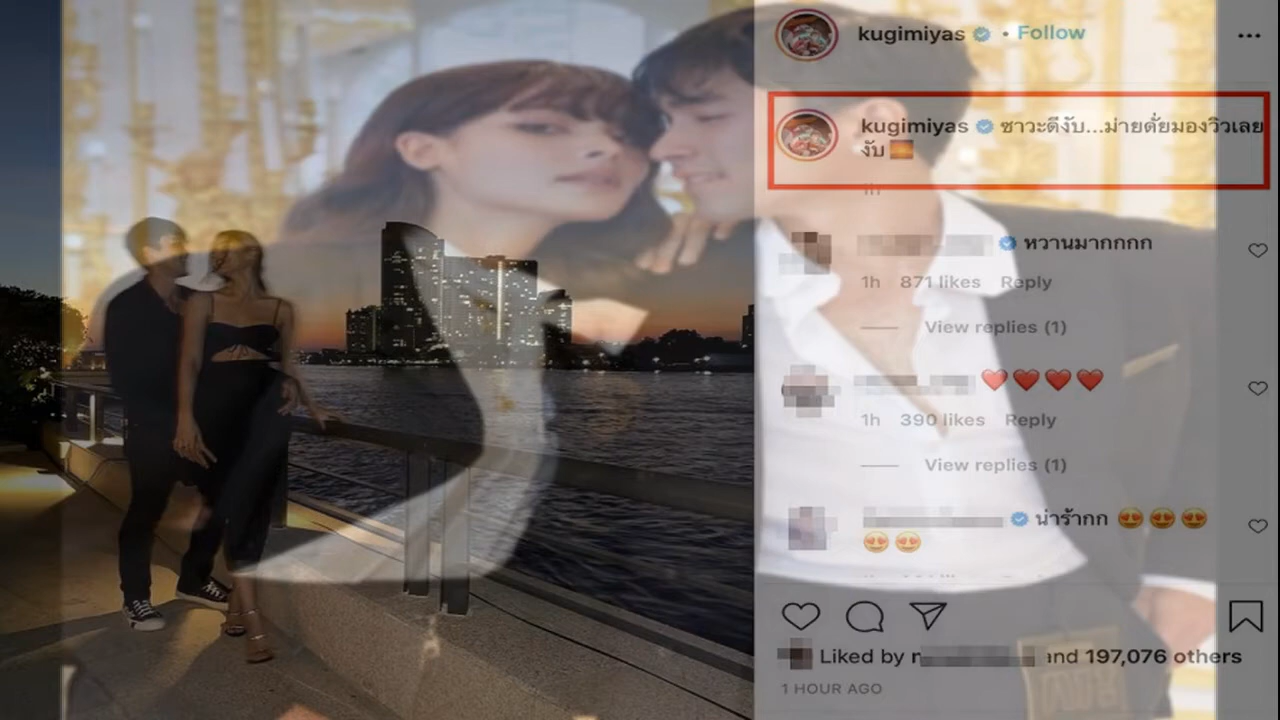 kugimiyas • Follow
kugimiyas ซาวะดีงับ...ม่ายตั่ยมองวิวเลย
งับ
1h
หวานมากกกก
1h 871 likes Reply
View replies (1)
1h 390 likes Reply
View replies (1)
น่าร้ากก
Liked by and 197,076 others
1 HOUR AGO